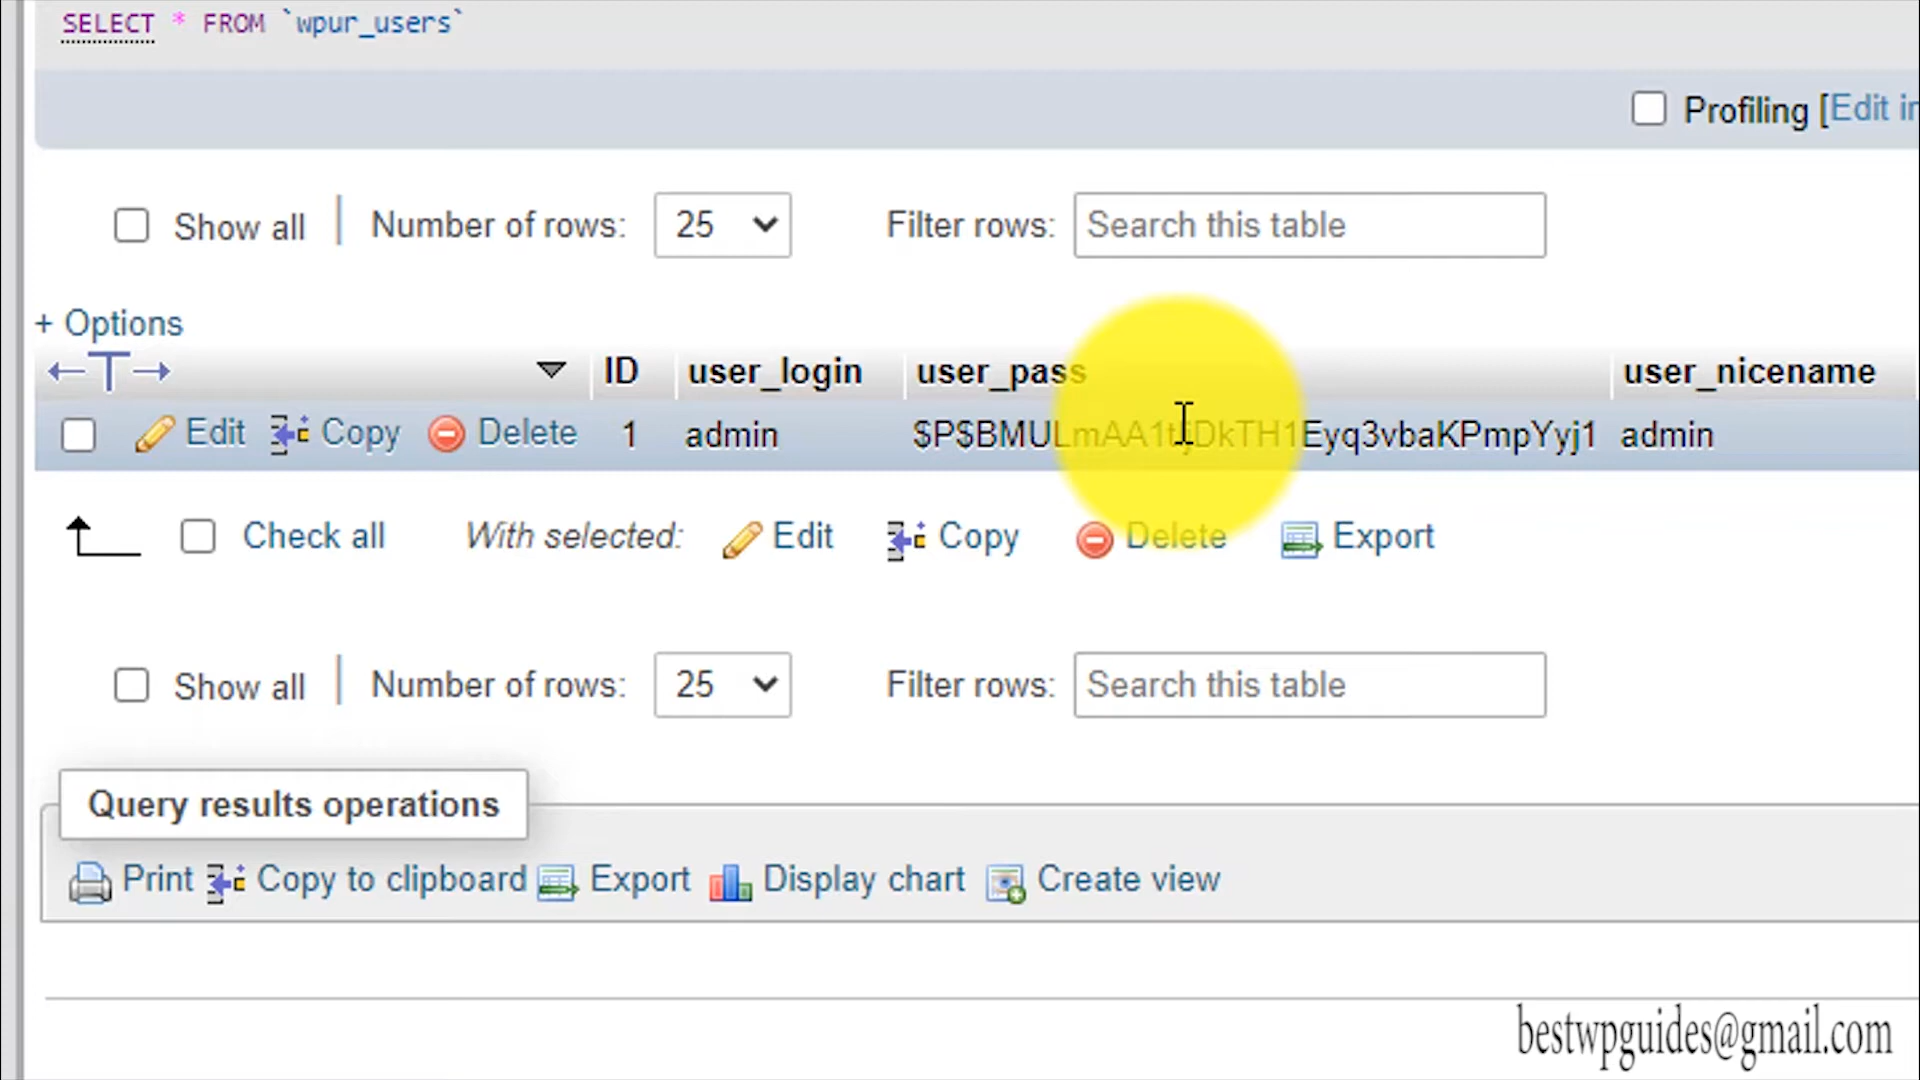 SELECT * FROM `wpur_users`
Profiling [Edit in
Show all Number of rows: 25 Filter rows: Search this table
+ Options
←T→ ID user_login user_pass user_nicename
Edit Copy Delete 1 admin $P$BMULmAA1tjDkTH1Eyq3vbaKPmpYyj1 admin
Check all With selected: Edit Copy Delete Export
Show all Number of rows: 25 Filter rows: Search this table
Query results operations
Print Copy to clipboard Export Display chart Create view
bestwpguides@gmail.com